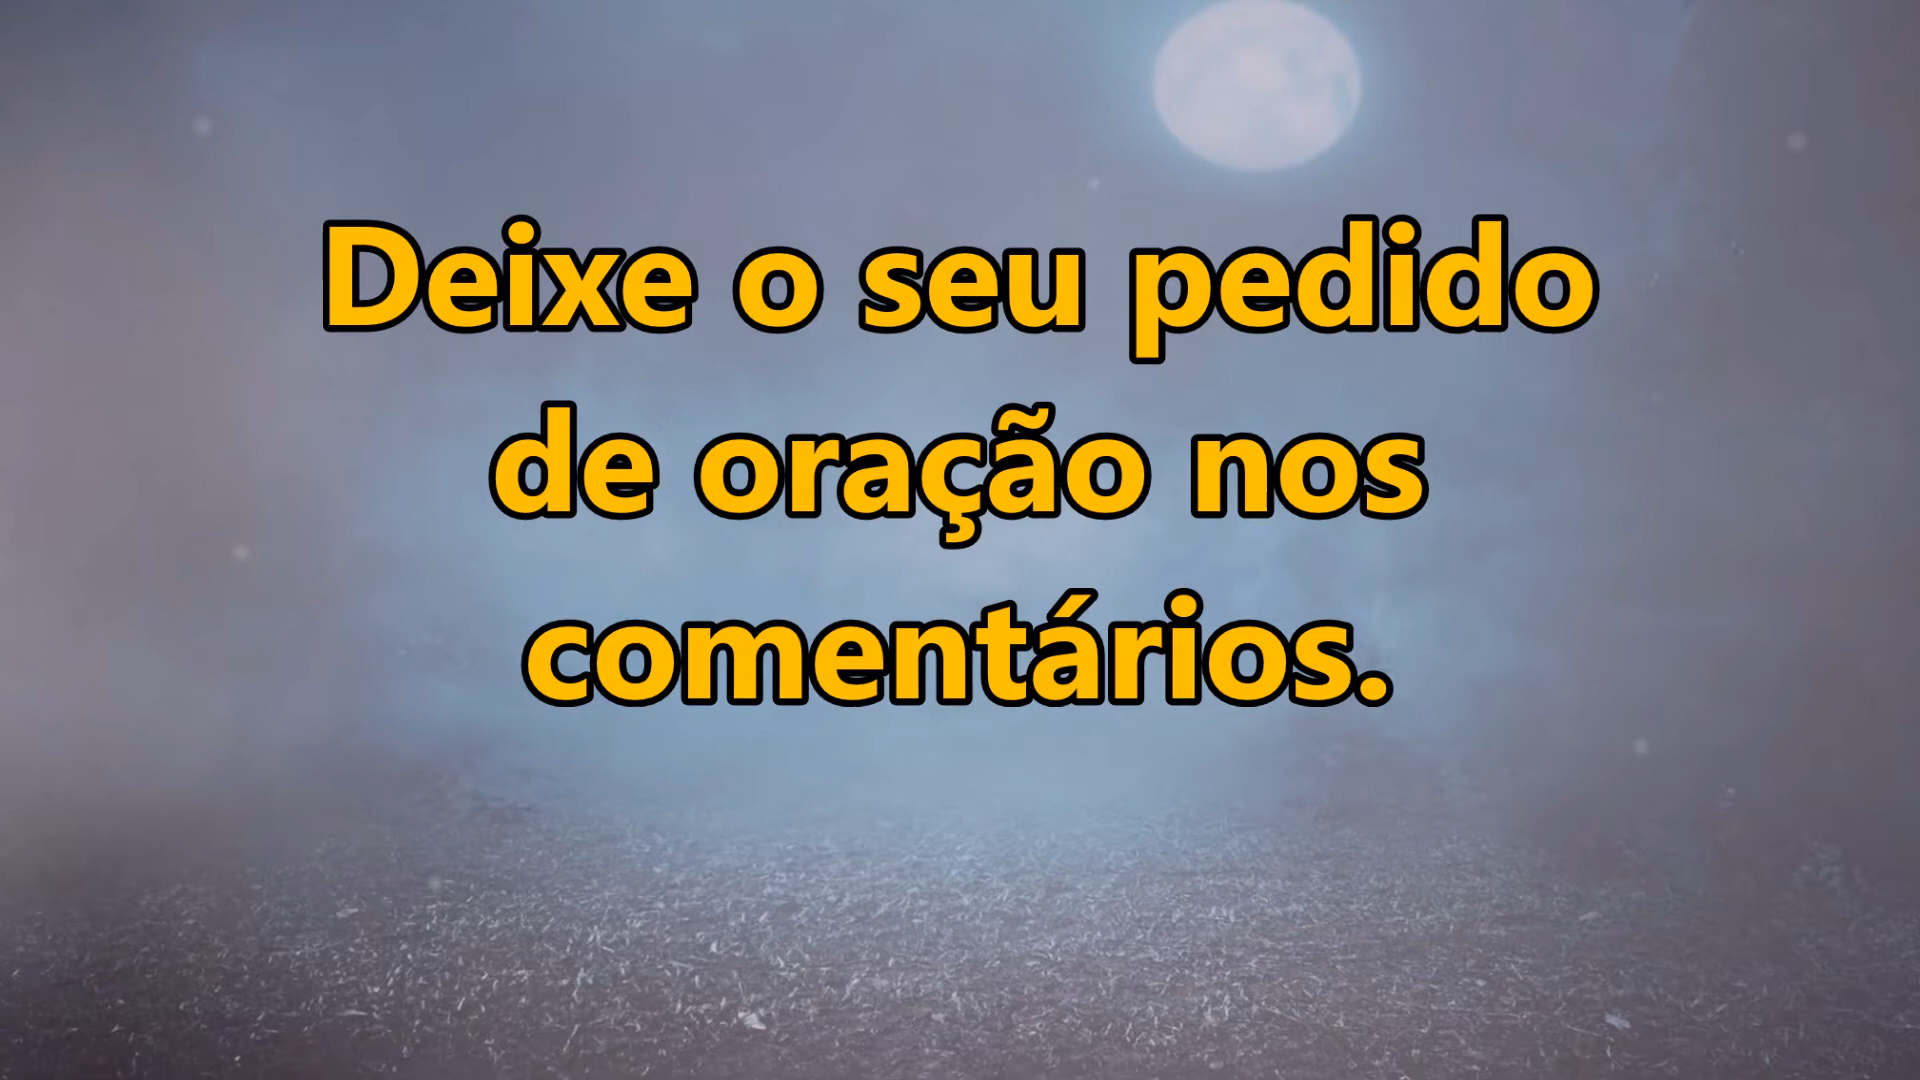 Deixe o seu pedido
de oração nos
comentários.